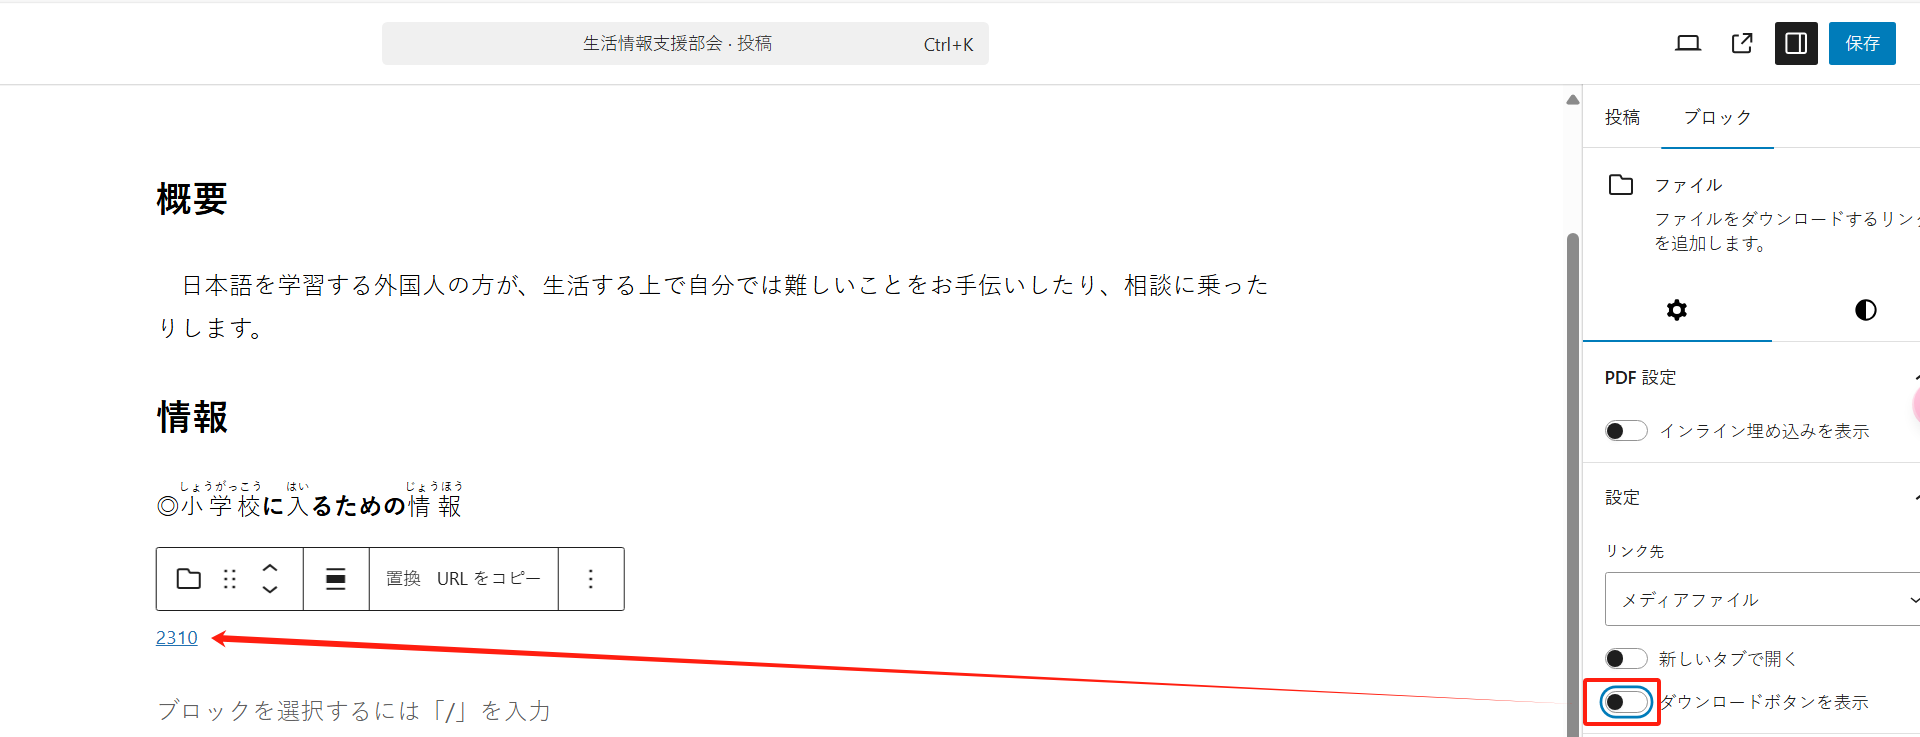 生活情報支援部会 · 投稿
Ctrl+K
保存
投稿
ブロック
ファイル
ファイルをダウンロードするリンク
を追加します。
PDF 設定
インライン埋め込みを表示
設定
リンク先
メディアファイル
新しいタブで開く
ダウンロードボタンを表示
概要
日本語を学習する外国人の方が、生活する上で自分では難しいことをお手伝いしたり、相談に乗った
りします。
情報
しょうがっこう はい じょうほう
◎小学校に入るための情報
置換 URL をコピー
2310
ブロックを選択するには「/」を入力